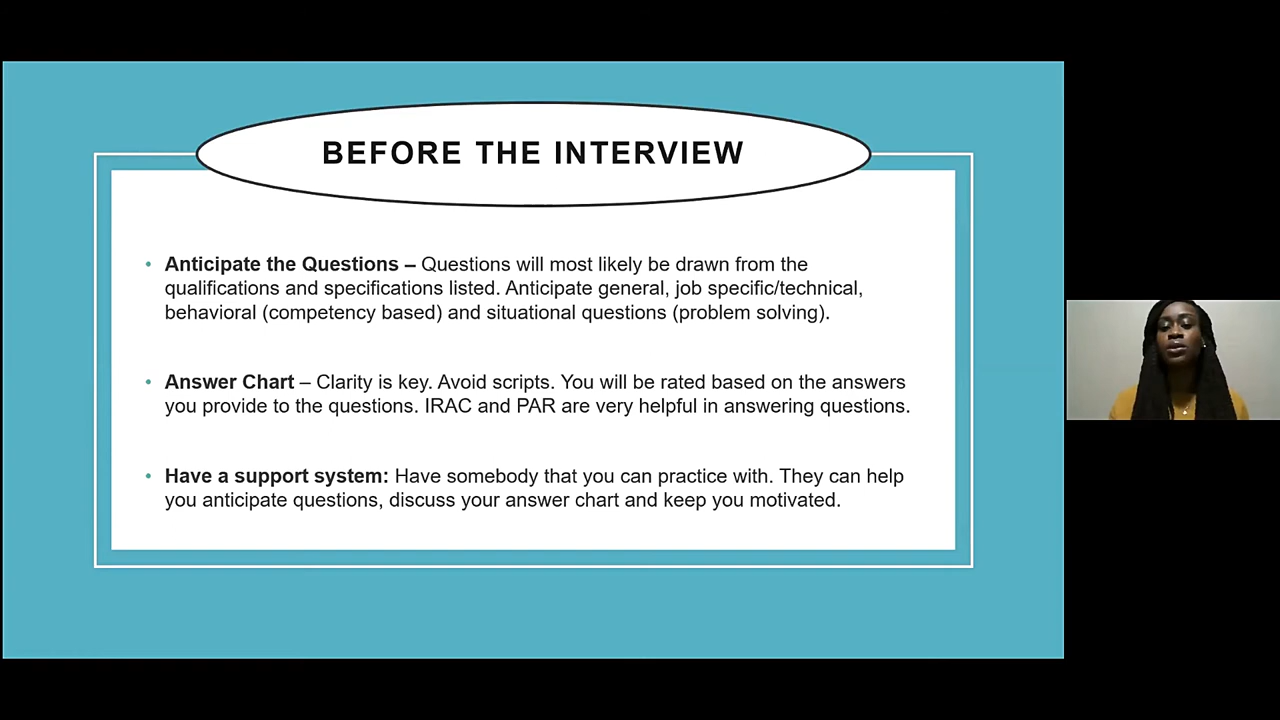 BEFORE THE INTERVIEW
• Anticipate the Questions – Questions will most likely be drawn from the
qualifications and specifications listed. Anticipate general, job specific/technical,
behavioral (competency based) and situational questions (problem solving).
• Answer Chart – Clarity is key. Avoid scripts. You will be rated based on the answers
you provide to the questions. IRAC and PAR are very helpful in answering questions.
• Have a support system: Have somebody that you can practice with. They can help
you anticipate questions, discuss your answer chart and keep you motivated.